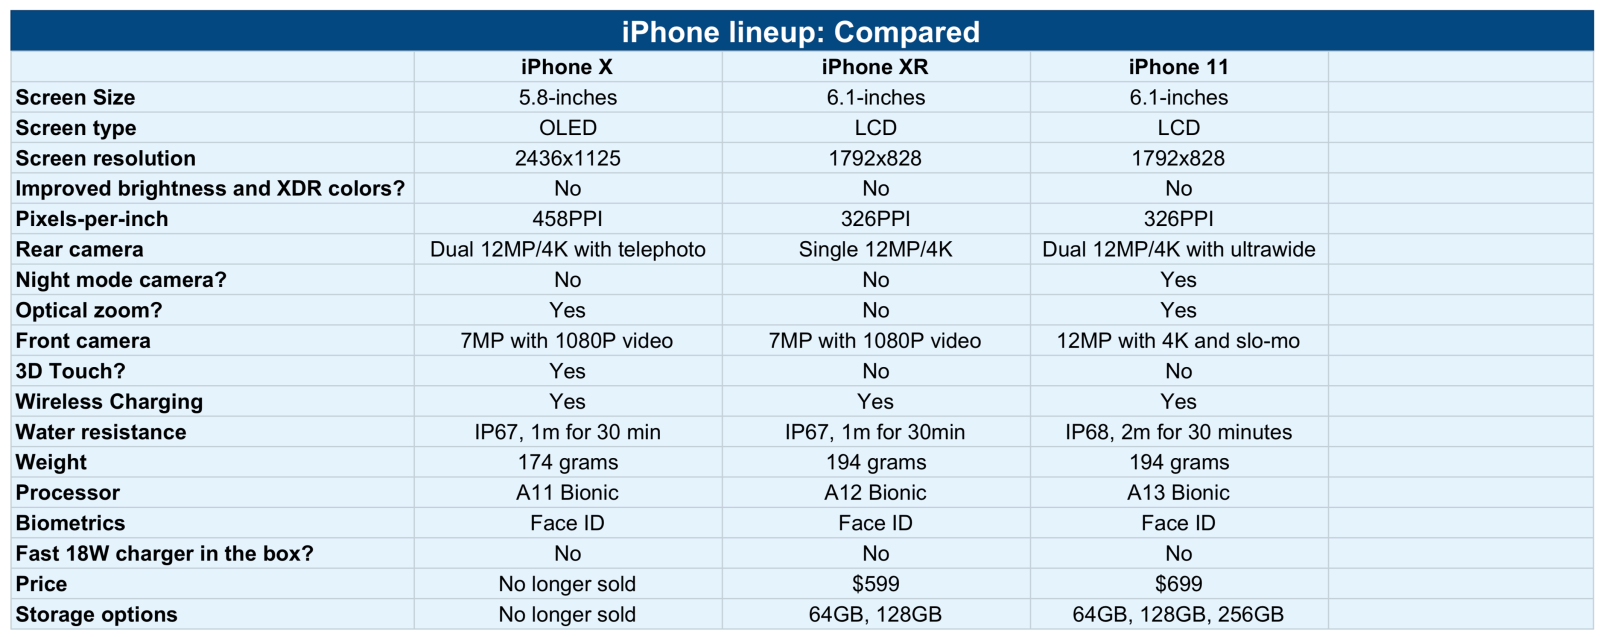 iPhone lineup: Compared
iPhone X iPhone XR iPhone 11
Screen Size 5.8-inches 6.1-inches 6.1-inches
Screen type OLED LCD LCD
Screen resolution 2436x1125 1792x828 1792x828
Improved brightness and XDR colors? No No No
Pixels-per-inch 458PPI 326PPI 326PPI
Rear camera Dual 12MP/4K with telephoto Single 12MP/4K Dual 12MP/4K with ultrawide
Night mode camera? No No Yes
Optical zoom? Yes No Yes
Front camera 7MP with 1080P video 7MP with 1080P video 12MP with 4K and slo-mo
3D Touch? Yes No No
Wireless Charging Yes Yes Yes
Water resistance IP67, 1m for 30 min IP67, 1m for 30min IP68, 2m for 30 minutes
Weight 174 grams 194 grams 194 grams
Processor A11 Bionic A12 Bionic A13 Bionic
Biometrics Face ID Face ID Face ID
Fast 18W charger in the box? No No No
Price No longer sold $599 $699
Storage options No longer sold 64GB, 128GB 64GB, 128GB, 256GB